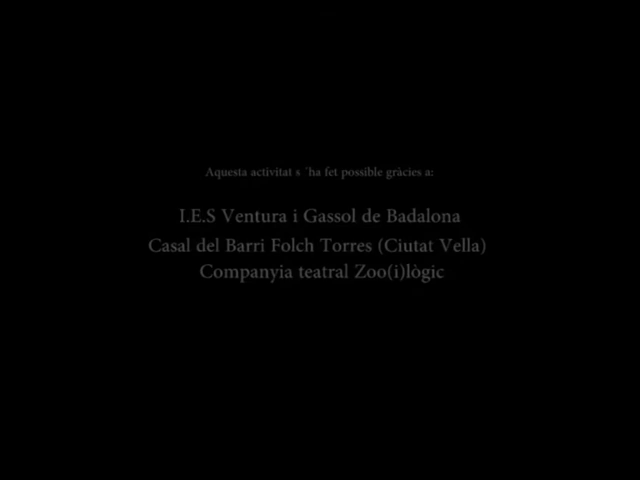 Aquesta activitat s ´ha fet possible gràcies a:
I.E.S Ventura i Gassol de Badalona
Casal del Barri Folch Torres (Ciutat Vella)
Companyia teatral Zoo(i)lògic